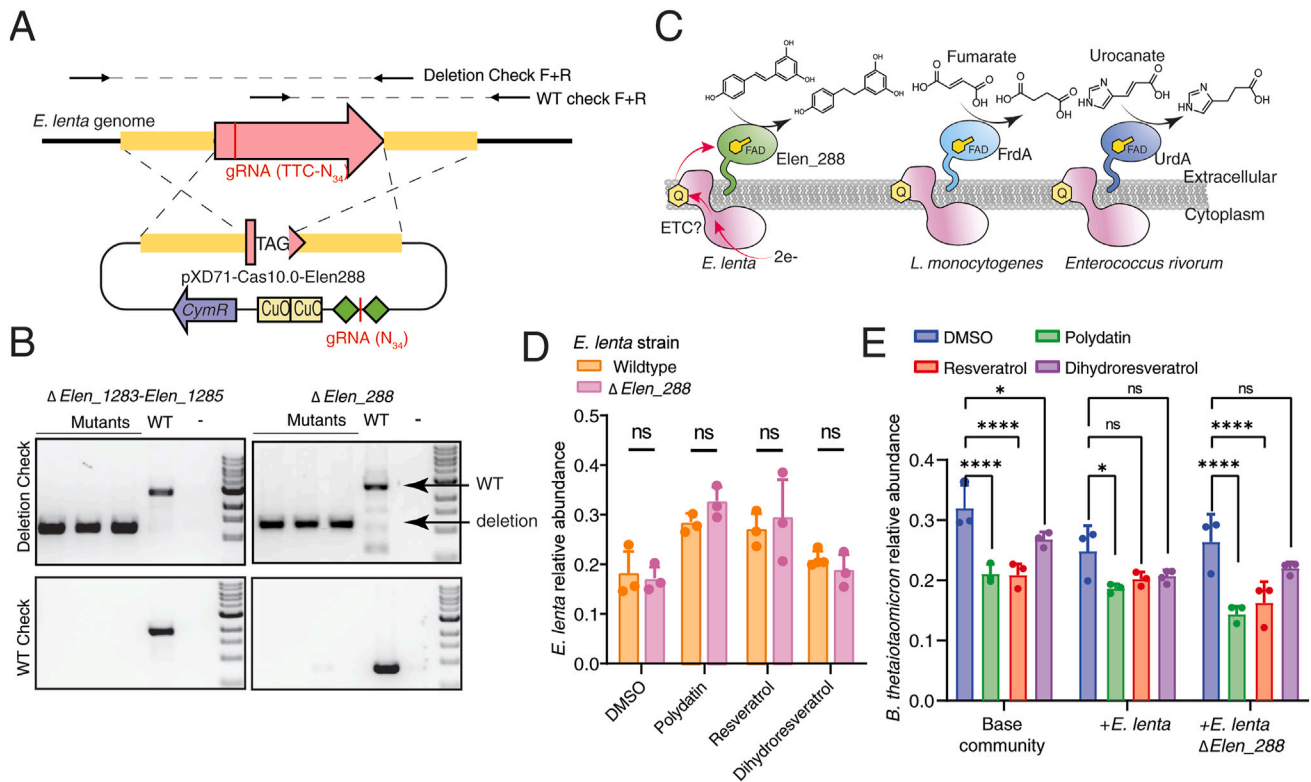 A
Deletion Check F+R
WT check F+R
E. lenta genome
gRNA (TTC-N34)
TAG
pXD71-Cas10.0-Elen288
CymR
CuO CuO
gRNA (N34)
B
Δ Elen_1283-Elen_1285
Mutants WT -
Δ Elen_288
Mutants WT -
Deletion Check
WT
deletion
WT Check
C
OH
OH
HO
OH
OH
HO
Fumarate
O
HO
OH
O
O
HO
OH
O
Urocanate
N
HN
O
OH
N
HN
O
OH
FAD
Elen_288
FAD
FrdA
FAD
UrdA
Extracellular
Cytoplasm
Q
Q
Q
ETC?
2e-
E. lenta
L. monocytogenes
Enterococcus rivorum
D
E. lenta strain
Wildtype
Δ Elen_288
E. lenta relative abundance
0.5
0.4
0.3
0.2
0.1
0.0
ns
ns
ns
ns
DMSO
Polydatin
Resveratrol
Dihydroresveratrol
E
DMSO
Polydatin
Resveratrol
Dihydroresveratrol
B. thetaiotaomicron relative abundance
0.4
0.3
0.2
0.1
0.0
*
****
****
ns
ns
*
ns
****
****
Base
community
+E. lenta
+E. lenta
ΔElen_288